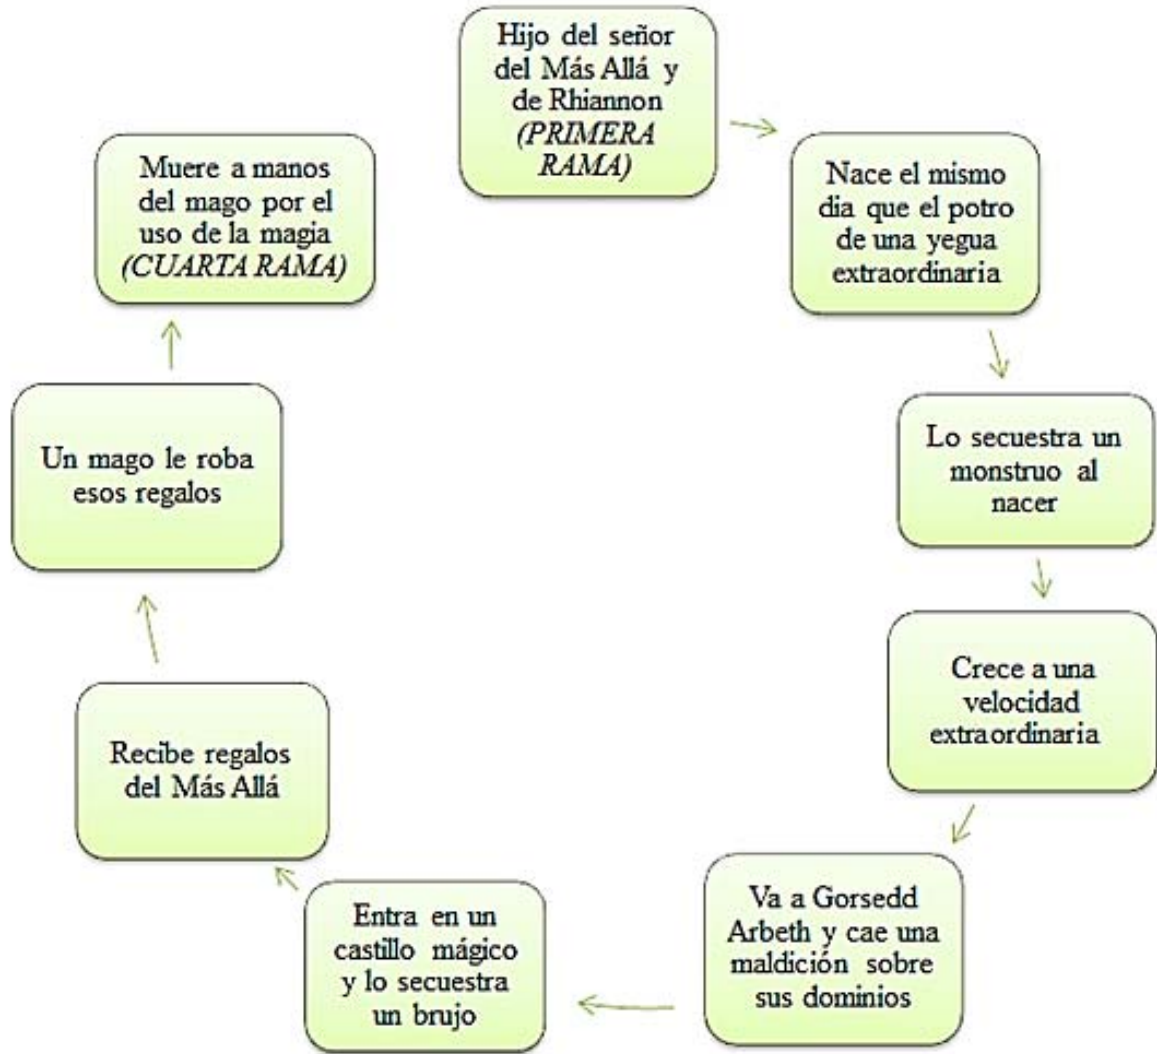 Hijo del señor
del Más Allá y
de Rhiannon
(PRIMERA
RAMA)
Nace el mismo
dia que el potro
de una yegua
extraordinaria
Lo secuestra un
monstruo al
nacer
Crece a una
velocidad
extraordinaria
Va a Gorsedd
Arbeth y cae una
maldición sobre
sus dominios
Entra en un
castillo mágico
y lo secuestra
un brujo
Recibe regalos
del Más Allá
Un mago le roba
esos regalos
Muere a manos
del mago por el
uso de la magia
(CUARTA RAMA)